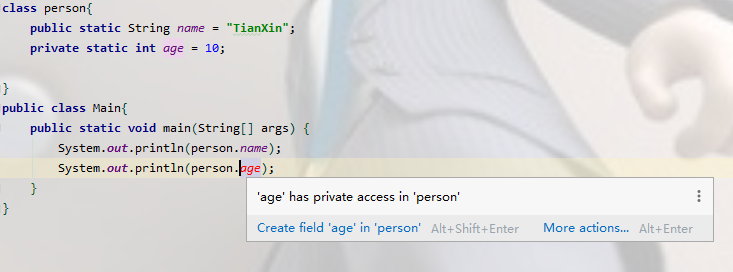 class person{
public static String name = "TianXin";
private static int age = 10;
}
public class Main{
public static void main(String[] args) {
System.out.println(person.name);
System.out.println(person.age);
}
}
'age' has private access in 'person'
Create field 'age' in 'person' Alt+Shift+Enter More actions... Alt+Enter